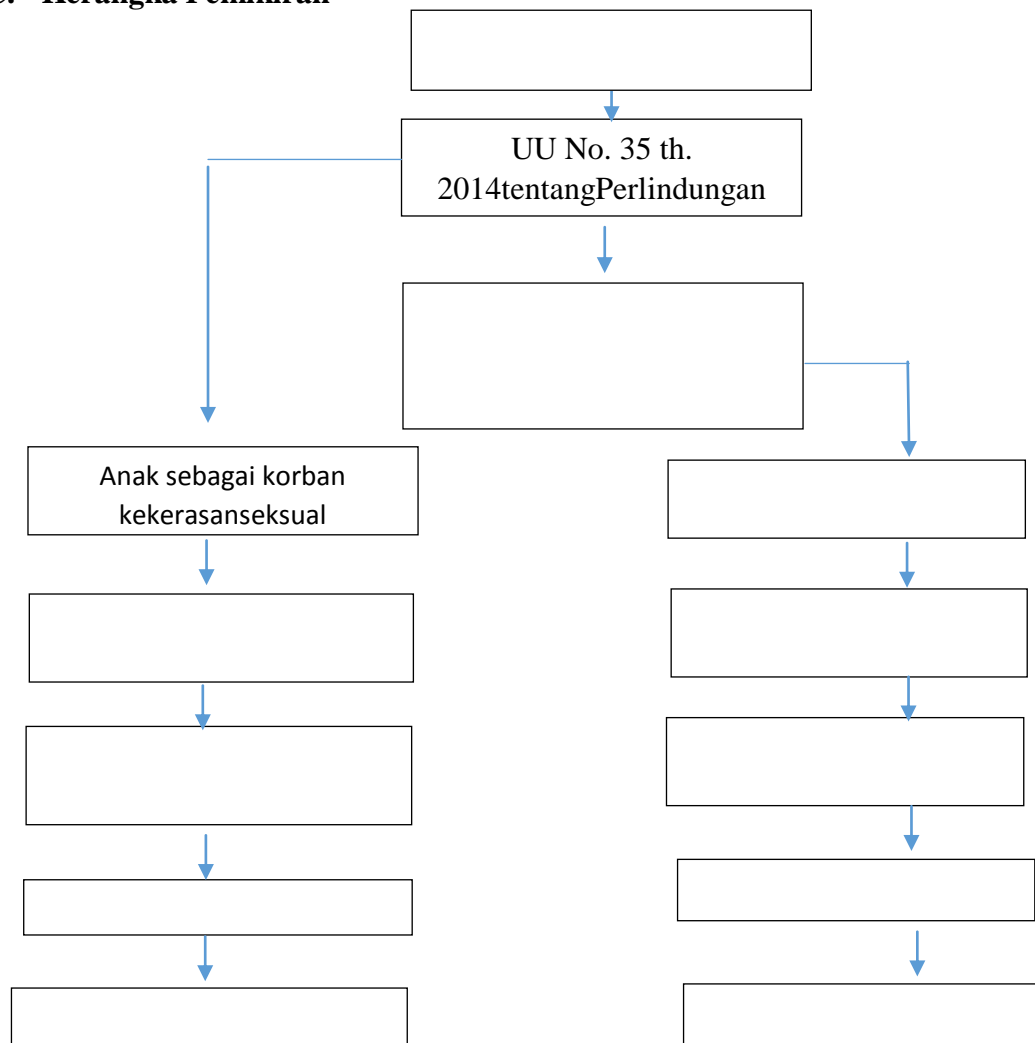 Kerangka Pemikiran
UU No. 35 th.
2014tentangPerlindungan
Anak sebagai korban
kekerasanseksual